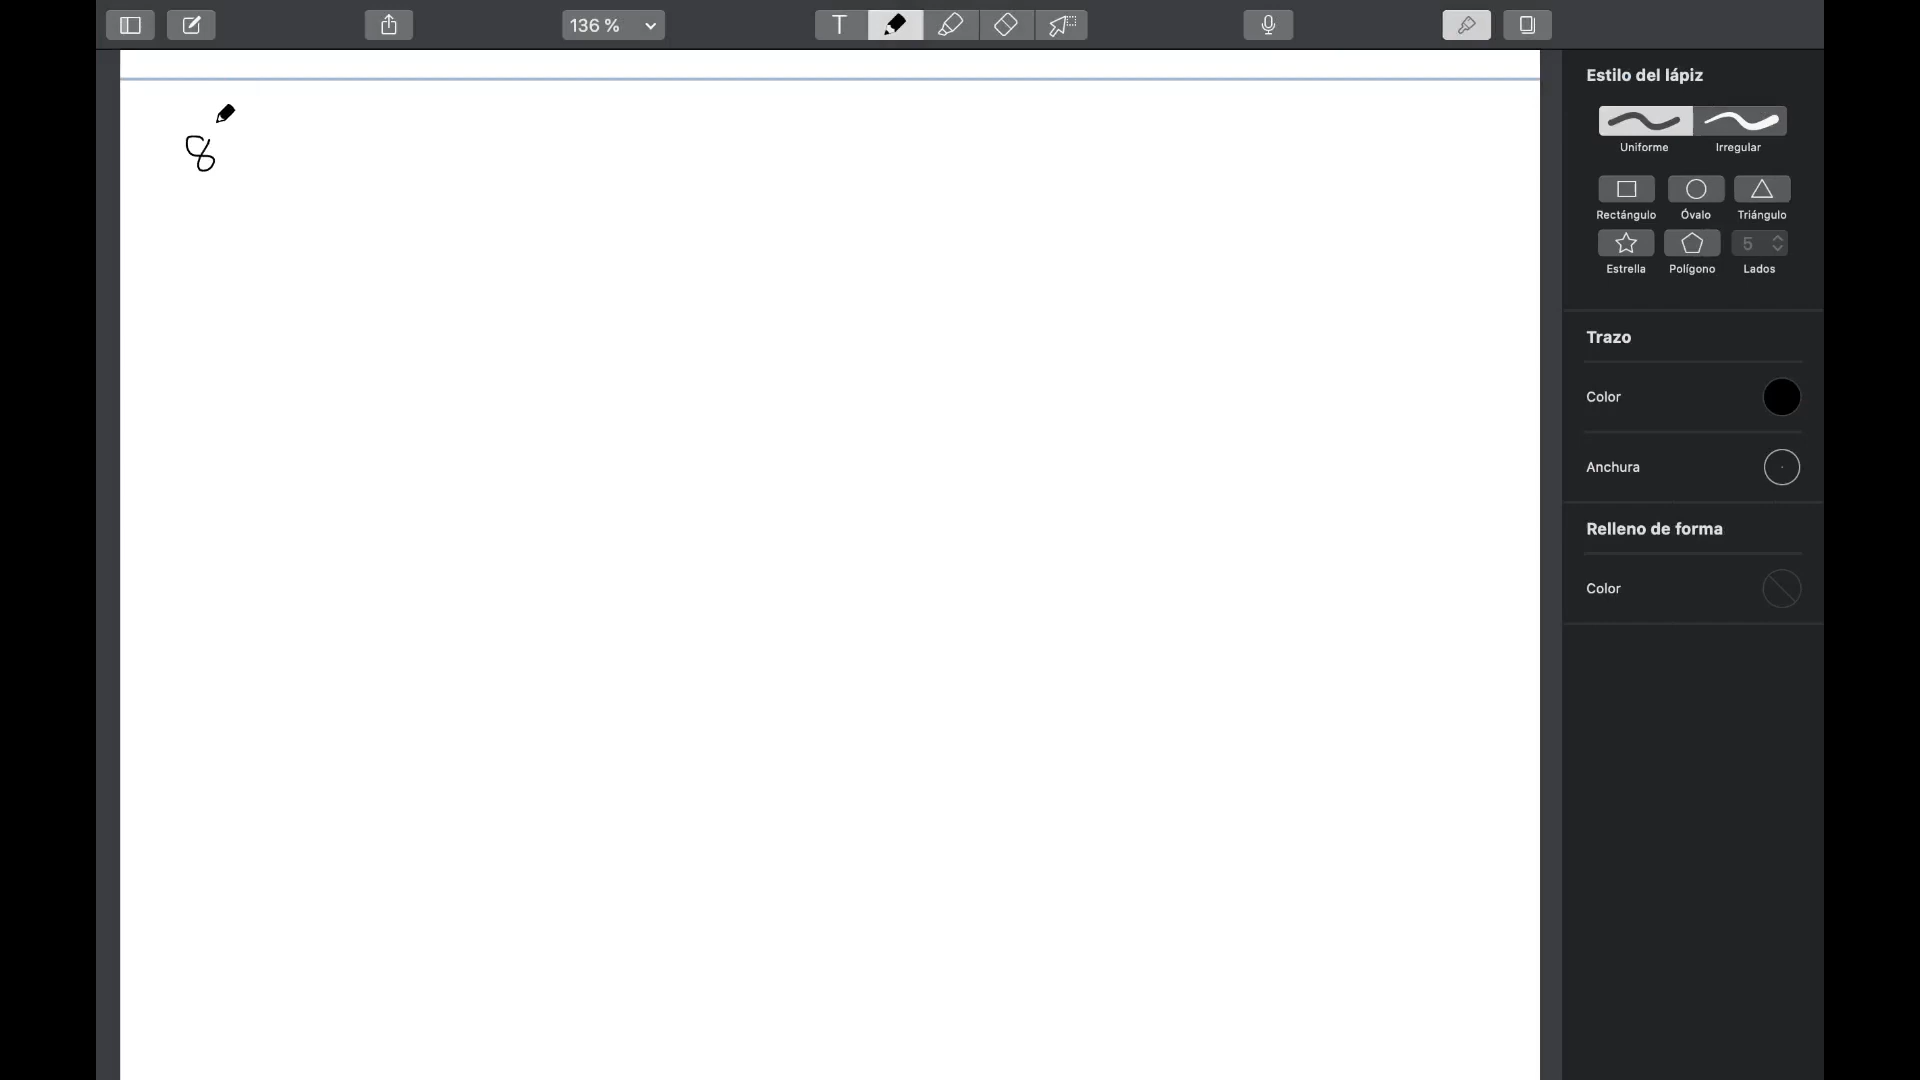 136 %
T
Estilo del lápiz
8
Uniforme Irregular
Rectángulo Óvalo Triángulo
5
Estrella Polígono Lados
Trazo
Color
Anchura
Relleno de forma
Color